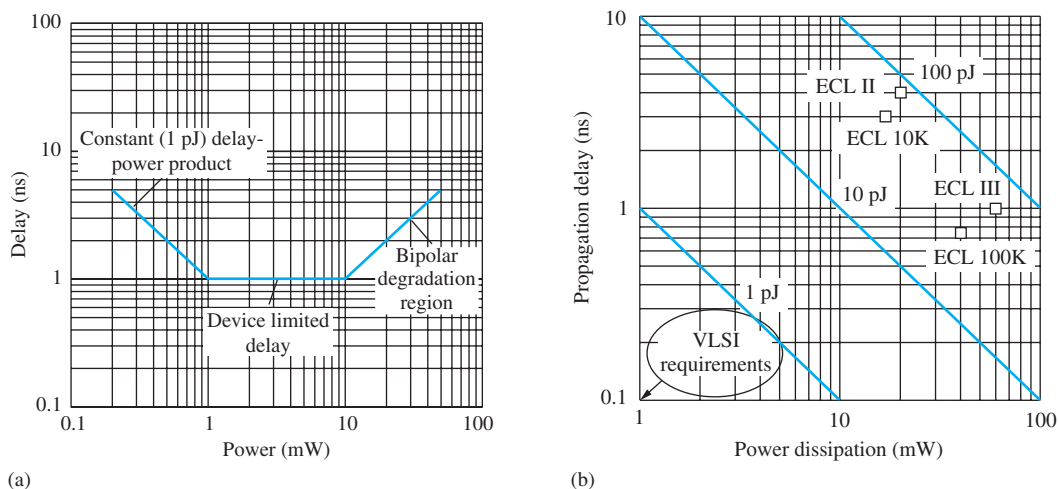 100
10
1
0.1
Delay (ns)
Constant (1 pJ) delay-
power product
Device limited
delay
Bipolar
degradation
region
0.1
1
10
100
Power (mW)
(a)
10
1
0.1
Propagation delay (ns)
ECL II
100 pJ
ECL 10K
10 pJ
ECL III
ECL 100K
1 pJ
VLSI
requirements
1
10
100
Power dissipation (mW)
(b)